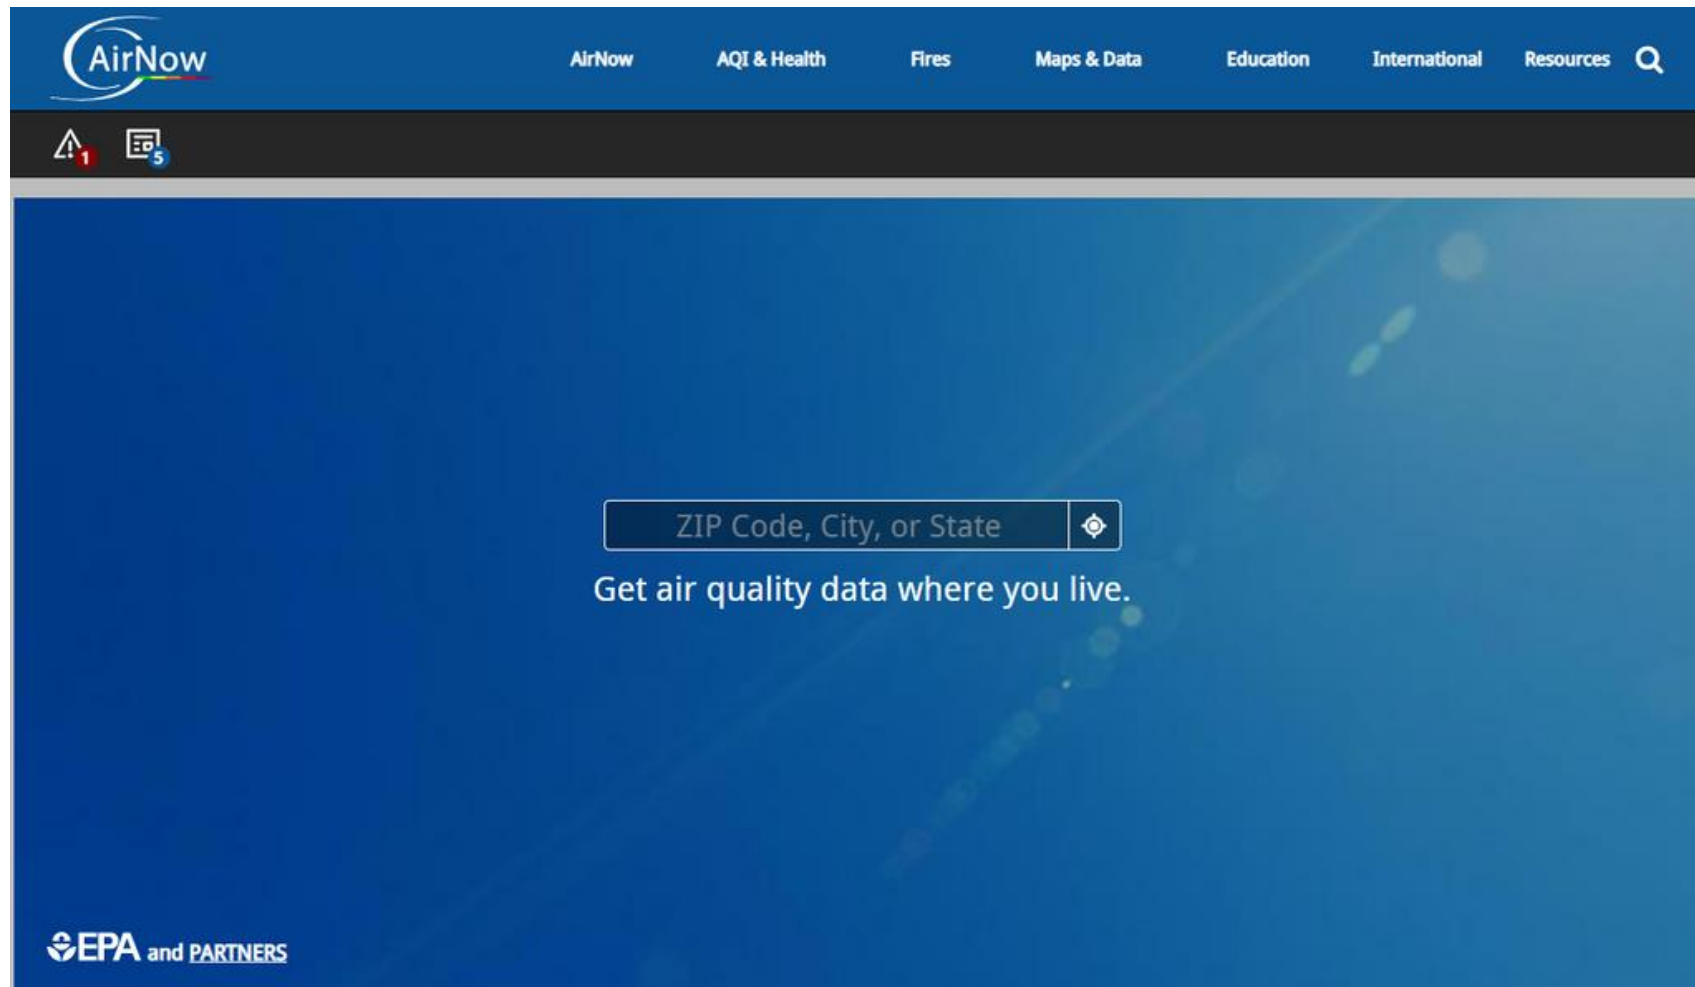 AirNow
AirNow AQI & Health Fires Maps & Data Education International Resources
1 5
ZIP Code, City, or State
Get air quality data where you live.
EPA and PARTNERS